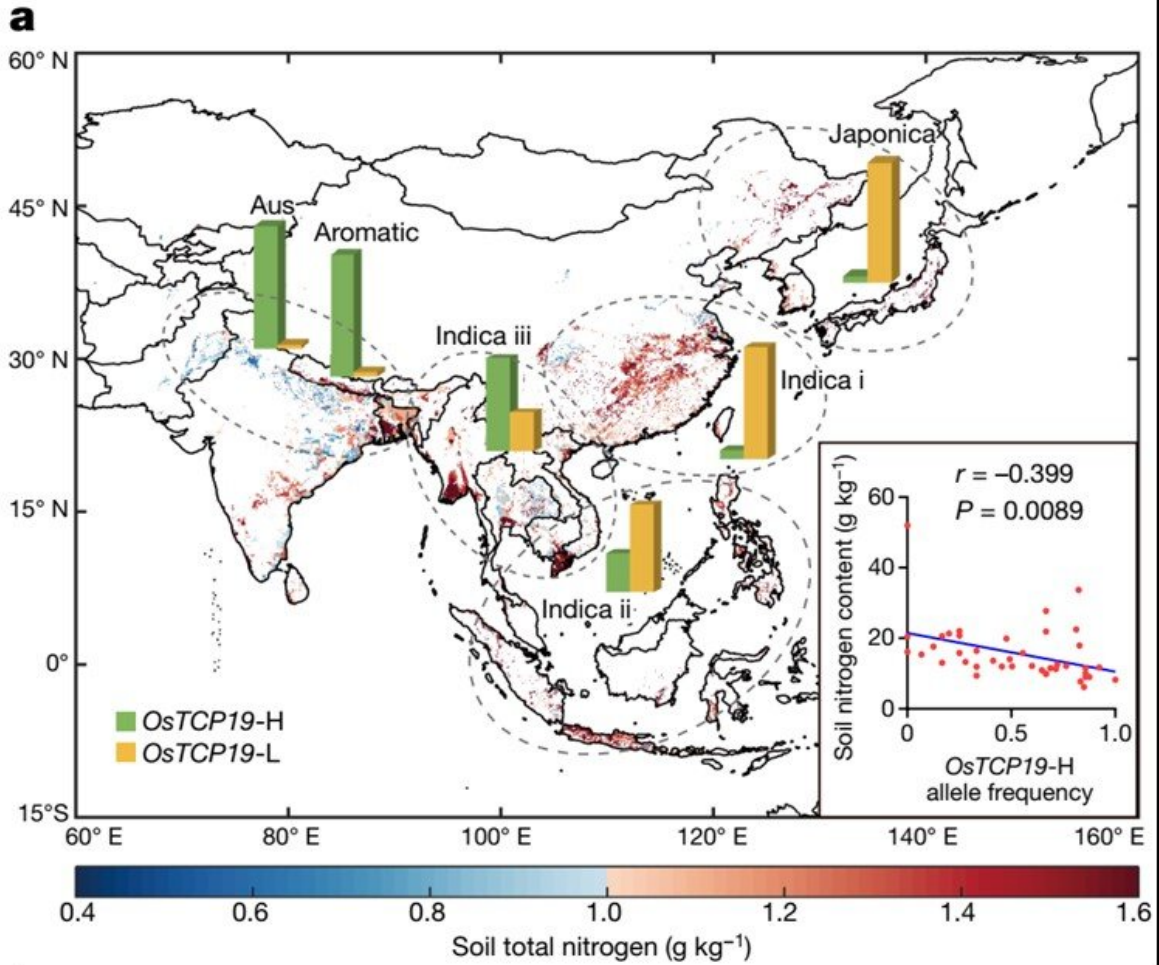 a
60° N
45° N
30° N
15° N
0°
15°S
60° E
80° E
100° E
120° E
140° E
160° E
Japonica
Aus
Aromatic
Indica iii
Indica i
Indica ii
OsTCP19-H
OsTCP19-L
r = –0.399
P = 0.0089
Soil nitrogen content (g kg⁻¹)
60
40
20
0
0
0.5
1.0
OsTCP19-H
allele frequency
0.4
0.6
0.8
1.0
1.2
1.4
1.6
Soil total nitrogen (g kg⁻¹)